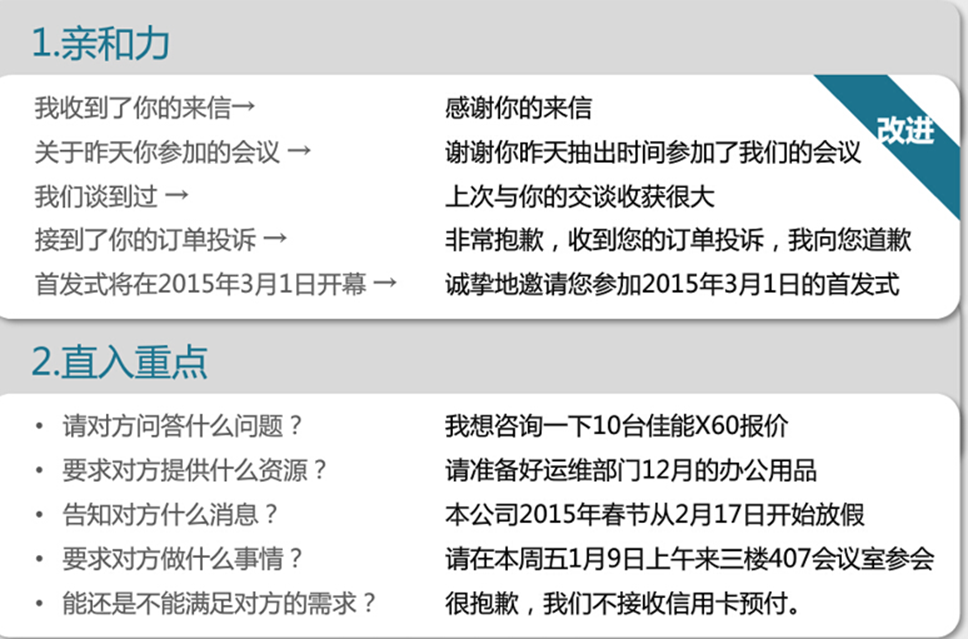 1.亲和力
我收到了你的来信→ 感谢你的来信
改进
关于昨天你参加的会议 → 谢谢你昨天抽出时间参加了我们的会议
我们谈到过 → 上次与你的交谈收获很大
接到了你的订单投诉 → 非常抱歉，收到您的订单投诉，我向您道歉
首发式将在2015年3月1日开幕 → 诚挚地邀请您参加2015年3月1日的首发式
2.直入重点
• 请对方问答什么问题？ 我想咨询一下10台佳能X60报价
• 要求对方提供什么资源？ 请准备好运维部门12月的办公用品
• 告知对方什么消息？ 本公司2015年春节从2月17日开始放假
• 要求对方做什么事情？ 请在本周五1月9日上午来三楼407会议室参会
• 能还是不能满足对方的需求？ 很抱歉，我们不接收信用卡预付。